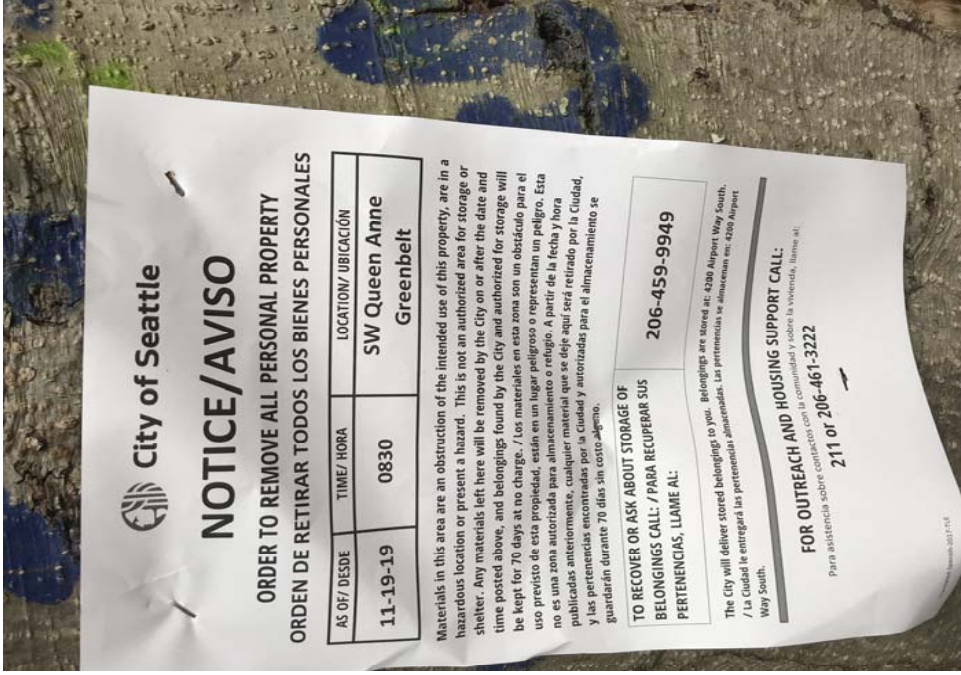 City of Seattle
NOTICE/AVISO
ORDER TO REMOVE ALL PERSONAL PROPERTY
ORDEN DE RETIRAR TODOS LOS BIENES PERSONALES
AS OF/ DESDE TIME/ HORA LOCATION/ UBICACIÓN
11-19-19 0830 SW Queen Anne
Greenbelt
Materials in this area are an obstruction of the intended use of this property, are in a
hazardous location or present a hazard. This is not an authorized area for storage or
shelter. Any materials left here will be removed by the City on or after the date and
time posted above, and belongings found by the City and authorized for storage will
be kept for 70 days at no charge. / Los materiales en esta zona son un obstáculo para el
uso previsto de esta propiedad, están en un lugar peligroso o representan un peligro. Esta
no es una zona autorizada para almacenamiento o refugio. A partir de la fecha y hora
publicadas anteriormente, cualquier material que se deje aquí será retirado por la Ciudad,
y las pertenencias encontradas por la Ciudad y autorizadas para el almacenamiento se
guardarán durante 70 días sin costo alguno.
TO RECOVER OR ASK ABOUT STORAGE OF
BELONGINGS CALL: / PARA RECUPERAR SUS
PERTENENCIAS, LLAME AL:
206-459-9949
The City will deliver stored belongings to you. Belongings are stored at: 4200 Airport Way South.
/ La Ciudad le entregará las pertenencias almacenadas. Las pertenencias se almacenan en: 4200 Airport
Way South.
FOR OUTREACH AND HOUSING SUPPORT CALL:
Para asistencia sobre contactos con la comunidad y sobre la vivienda, llame al:
211 or 206-461-3222